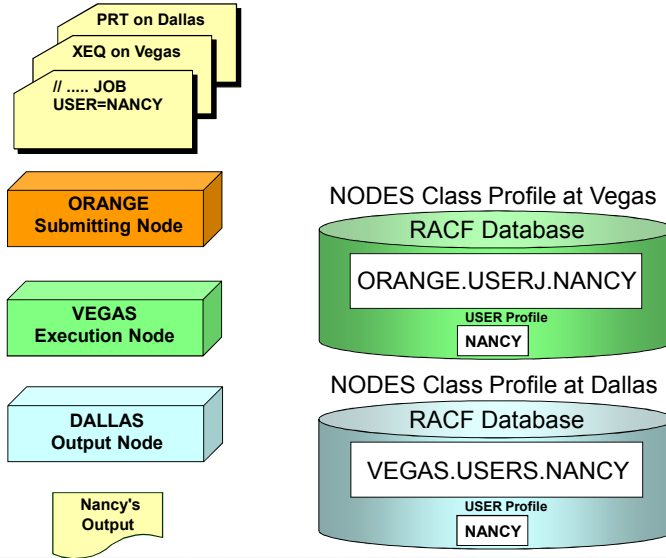 PRT on Dallas
XEQ on Vegas
// ..... JOB
USER=NANCY
ORANGE
Submitting Node
VEGAS
Execution Node
DALLAS
Output Node
Nancy's
Output
NODES Class Profile at Vegas
RACF Database
ORANGE.USERJ.NANCY
USER Profile
NANCY
NODES Class Profile at Dallas
RACF Database
VEGAS.USERS.NANCY
USER Profile
NANCY